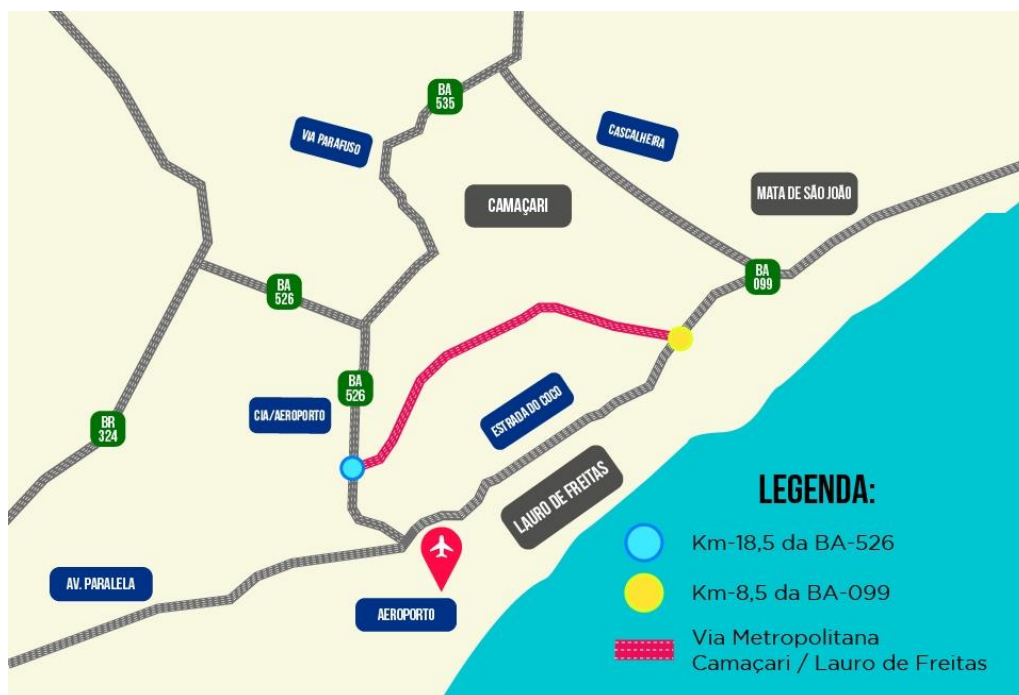 BA
535
VIA PARAFUSO
CASCALHEIRA
CAMAÇARI
MATA DE SÃO JOÃO
BA
099
BA
526
BA
526
CIA/AEROPORTO
ESTRADA DO COCO
BR
324
LAURO DE FREITAS
AV. PARALELA
AEROPORTO
LEGENDA:
Km-18,5 da BA-526
Km-8,5 da BA-099
Via Metropolitana
Camaçari / Lauro de Freitas